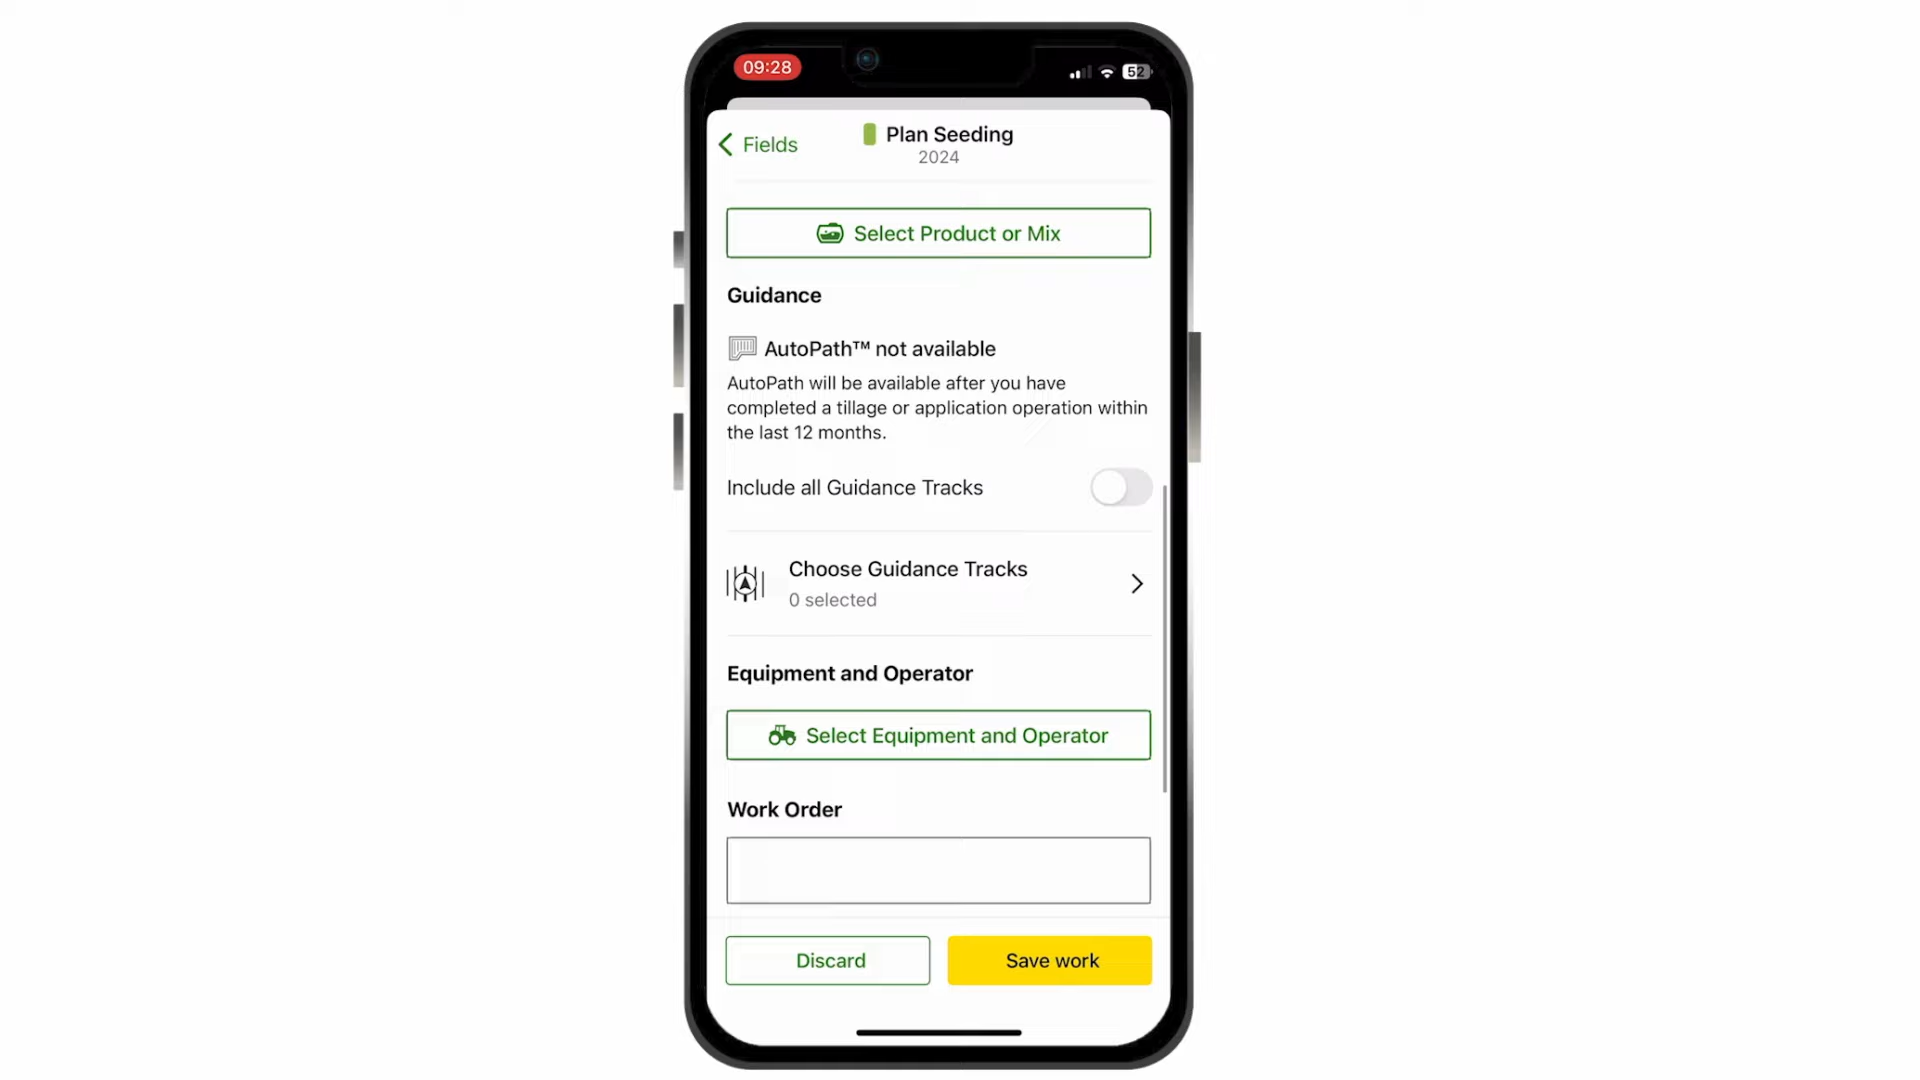 09:28
52
Fields
Plan Seeding
2024
Select Product or Mix
Guidance
AutoPath™ not available
AutoPath will be available after you have
completed a tillage or application operation within
the last 12 months.
Include all Guidance Tracks
Choose Guidance Tracks
0 selected
Equipment and Operator
Select Equipment and Operator
Work Order
Discard
Save work